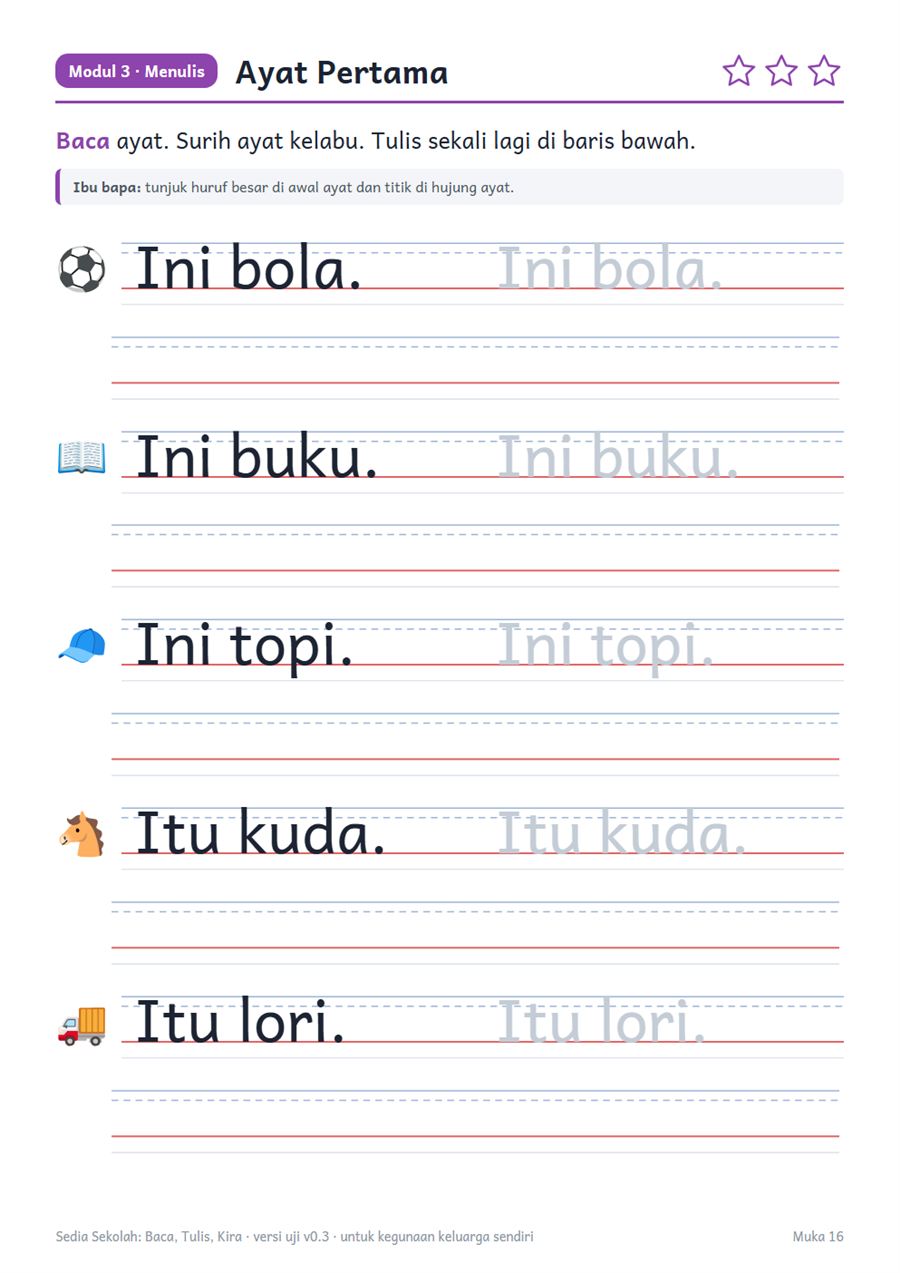 Modul 3 · Menulis Ayat Pertama
Baca ayat. Surih ayat kelabu. Tulis sekali lagi di baris bawah.
Ibu bapa: tunjuk huruf besar di awal ayat dan titik di hujung ayat.
Ini bola. Ini bola.
Ini buku. Ini buku.
Ini topi. Ini topi.
Itu kuda. Itu kuda.
Itu lori. Itu lori.
Sedia Sekolah: Baca, Tulis, Kira · versi uji v0.3 · untuk kegunaan keluarga sendiri Muka 16